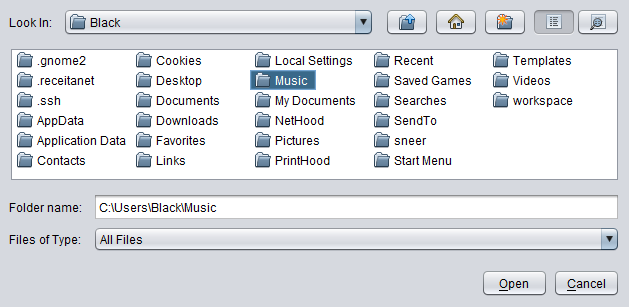 Look In: Black
.gnome2 Cookies Local Settings Recent Templates
.receitanet Desktop Music Saved Games Videos
.ssh Documents My Documents Searches workspace
AppData Downloads NetHood SendTo
Application Data Favorites Pictures sneer
Contacts Links PrintHood Start Menu
Folder name: C:\Users\Black\Music
Files of Type: All Files
Open Cancel